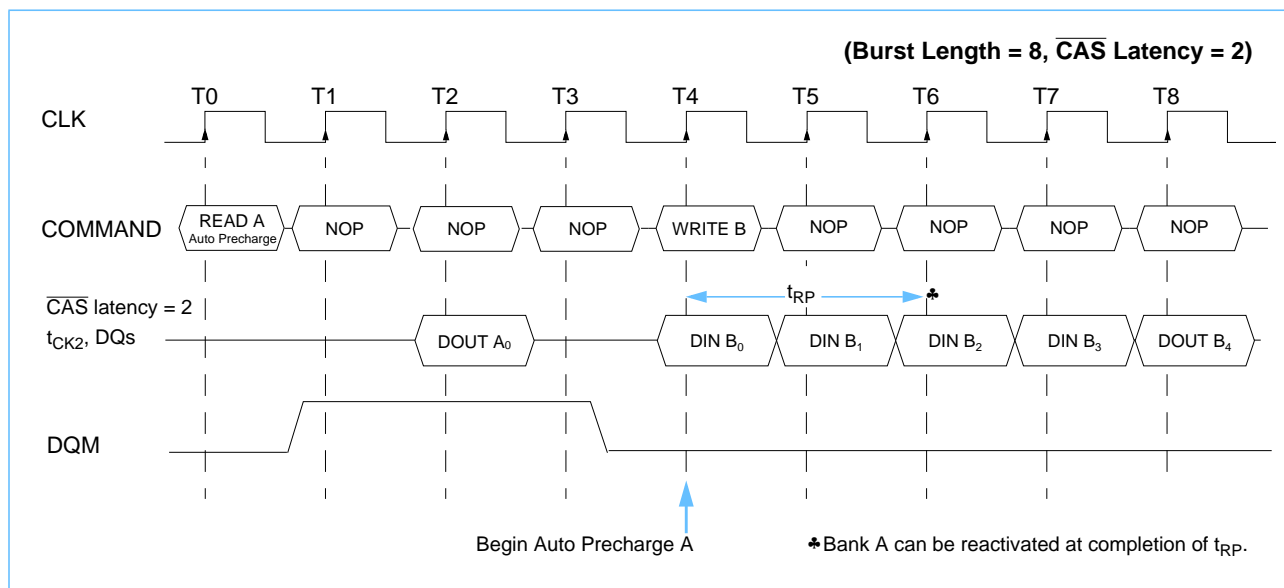 (Burst Length = 8, CAS Latency = 2)
T0 T1 T2 T3 T4 T5 T6 T7 T8
CLK
COMMAND
READ A
Auto Precharge
NOP NOP NOP WRITE B NOP NOP NOP NOP
tRP ♣
CAS latency = 2
tCK2, DQs
DOUT A0 DIN B0 DIN B1 DIN B2 DIN B3 DOUT B4
DQM
Begin Auto Precharge A
♣Bank A can be reactivated at completion of tRP.